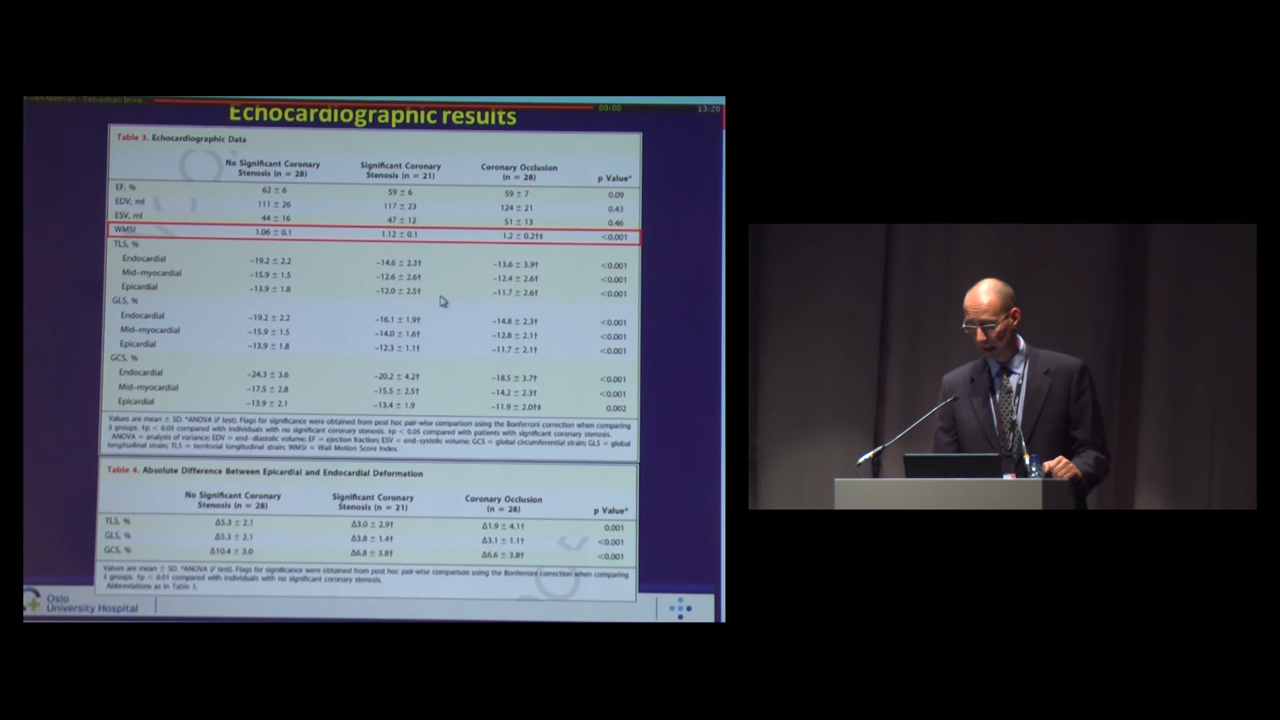 00:00
13:20
Echocardiographic results
Table 3. Echocardiographic Data
No Significant Coronary Stenosis (n = 28) Significant Coronary Stenosis (n = 21) Coronary Occlusion (n = 28) p Value*
EF, % 62 ± 6 59 ± 6 59 ± 7 0.09
EDV, ml 111 ± 26 117 ± 23 124 ± 21 0.43
ESV, ml 44 ± 16 47 ± 12 51 ± 13 0.46
WMSI 1.06 ± 0.1 1.12 ± 0.1 1.2 ± 0.2†‡ <0.001
TLS, %
Endocardial −19.2 ± 2.2 −14.6 ± 2.3† −13.6 ± 3.9† <0.001
Mid-myocardial −15.9 ± 1.5 −12.6 ± 2.6† −12.4 ± 2.6† <0.001
Epicardial −13.9 ± 1.8 −12.0 ± 2.5† −11.7 ± 2.6† <0.001
GLS, %
Endocardial −19.2 ± 2.2 −16.1 ± 1.9† −14.8 ± 2.3† <0.001
Mid-myocardial −15.9 ± 1.5 −14.0 ± 1.6† −12.8 ± 2.1† <0.001
Epicardial −13.9 ± 1.8 −12.3 ± 1.1† −11.7 ± 2.1† <0.001
GCS, %
Endocardial −24.3 ± 3.6 −20.2 ± 4.2† −18.5 ± 3.7† <0.001
Mid-myocardial −17.5 ± 2.8 −15.5 ± 2.5† −14.2 ± 2.3† <0.001
Epicardial −13.9 ± 2.1 −13.4 ± 1.9 −11.9 ± 2.0†‡ 0.002
Values are mean ± SD. *ANOVA (F test). Flags for significance were obtained from post hoc pair-wise comparison using the Bonferroni correction when comparing
3 groups. †p < 0.05 compared with individuals with no significant coronary stenosis. ‡p < 0.05 compared with patients with significant coronary stenosis.
ANOVA = analysis of variance; EDV = end-diastolic volume; EF = ejection fraction; ESV = end-systolic volume; GCS = global circumferential strain; GLS = global
longitudinal strain; TLS = territorial longitudinal strain; WMSI = Wall Motion Score Index.
Table 4. Absolute Difference Between Epicardial and Endocardial Deformation
No Significant Coronary Stenosis (n = 28) Significant Coronary Stenosis (n = 21) Coronary Occlusion (n = 28) p Value*
TLS, % Δ5.3 ± 2.1 Δ3.0 ± 2.9† Δ1.9 ± 4.1† 0.001
GLS, % Δ5.3 ± 2.1 Δ3.8 ± 1.4† Δ3.1 ± 1.1† <0.001
GCS, % Δ10.4 ± 3.0 Δ6.8 ± 3.8† Δ6.6 ± 3.8† <0.001
Values are mean ± SD. *ANOVA (F test). Flags for significance were obtained from post hoc pair-wise comparison using the Bonferroni correction when comparing
3 groups. †p < 0.01 compared with individuals with no significant coronary stenosis.
Abbreviations as in Table 3.
Oslo
University Hospital